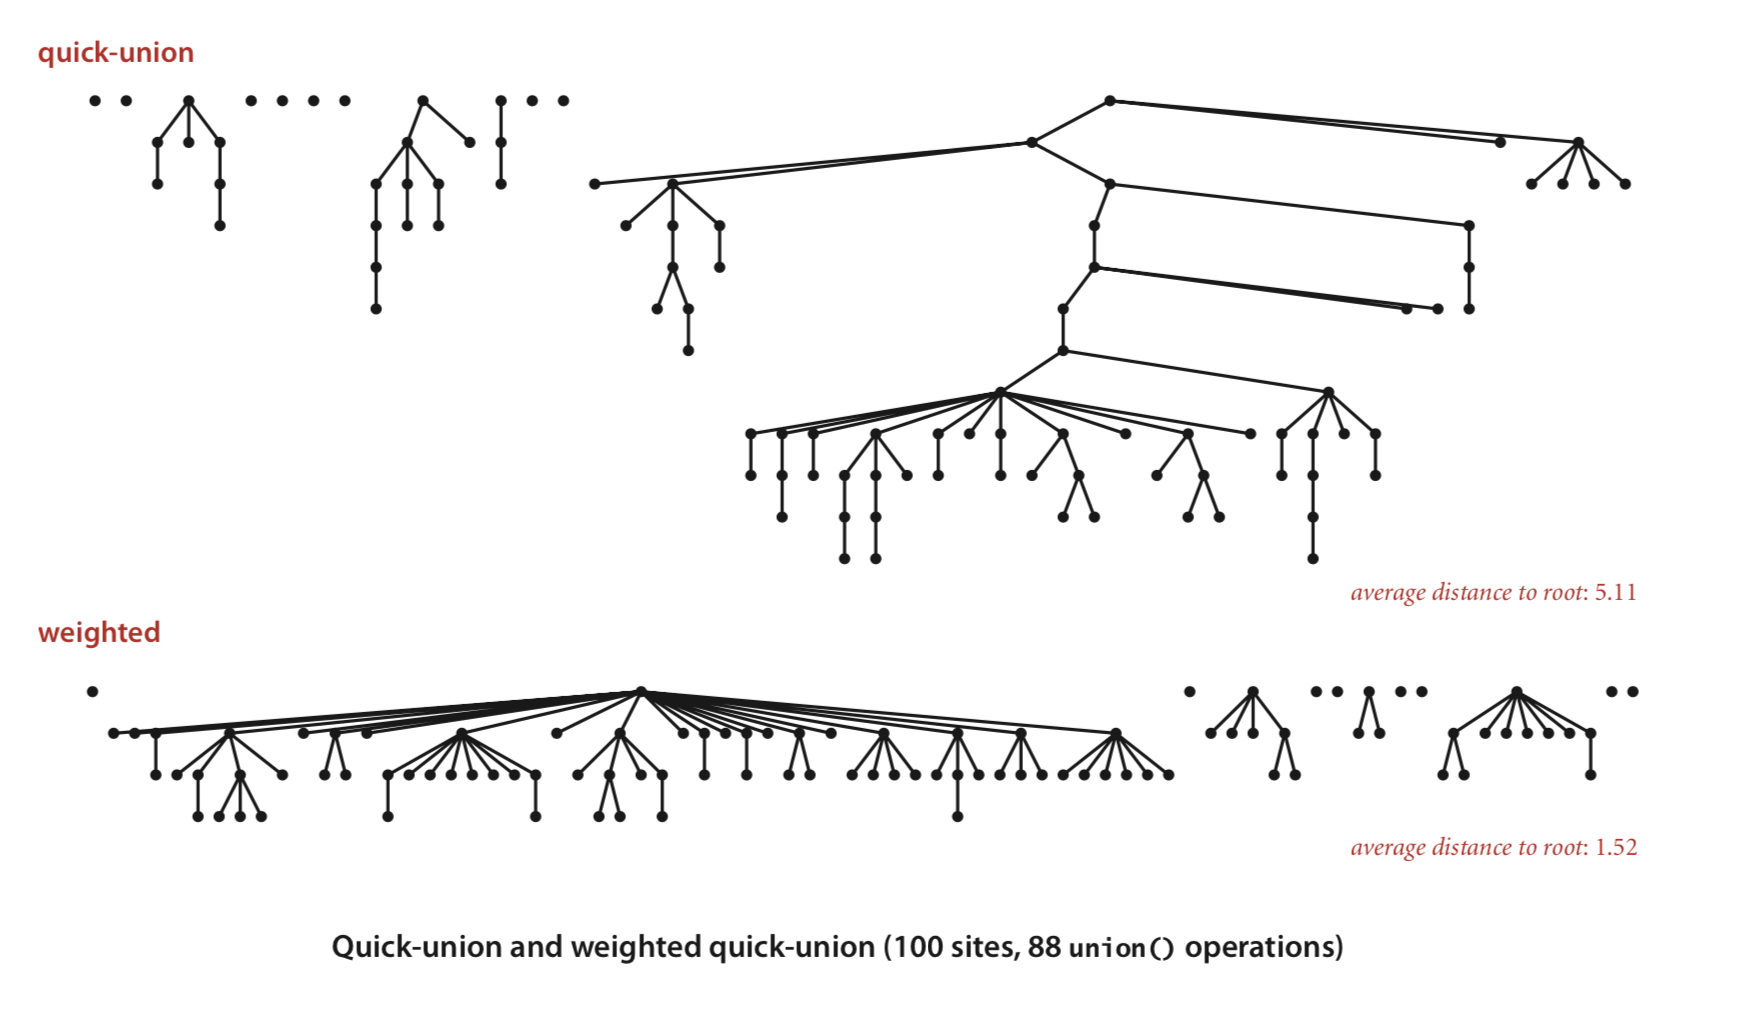 quick-union
average distance to root: 5.11
weighted
average distance to root: 1.52
Quick-union and weighted quick-union (100 sites, 88 union() operations)